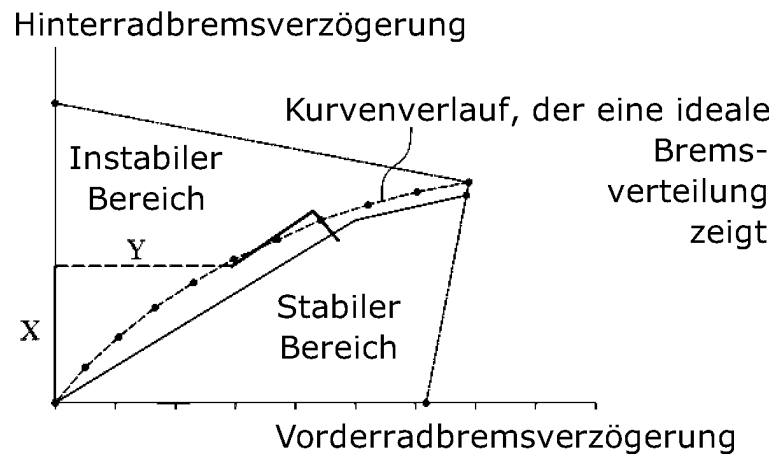 Hinterradbremsverzögerung
Kurvenverlauf, der eine ideale
Brems-
verteilung
zeigt
Instabiler
Bereich
Y
X
Stabiler
Bereich
Vorderradbremsverzögerung